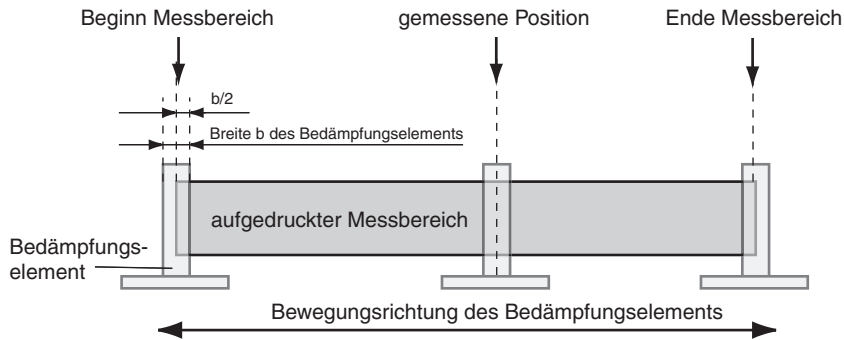 Beginn Messbereich
gemessene Position
Ende Messbereich
b/2
Breite b des Bedämpfungselements
aufgedruckter Messbereich
Bedämpfungs-
element
Bewegungsrichtung des Bedämpfungselements